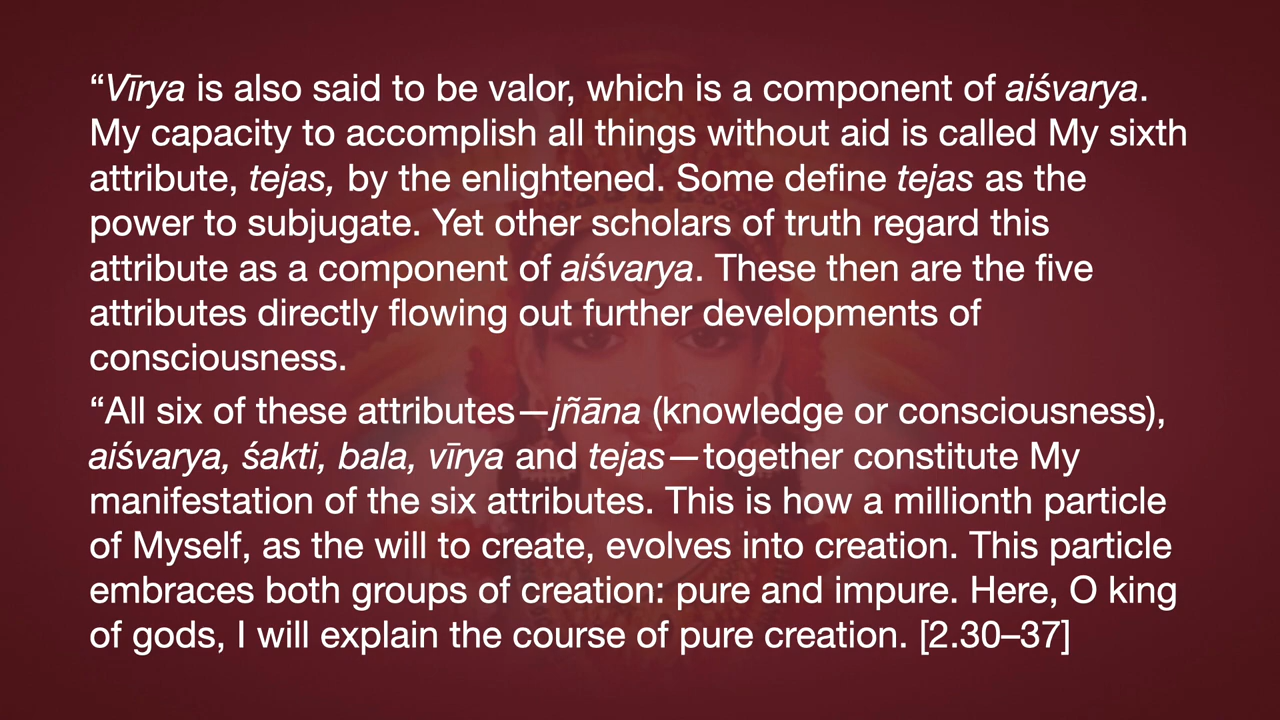 “Vīrya is also said to be valor, which is a component of aiśvarya.
My capacity to accomplish all things without aid is called My sixth
attribute, tejas, by the enlightened. Some define tejas as the
power to subjugate. Yet other scholars of truth regard this
attribute as a component of aiśvarya. These then are the five
attributes directly flowing out further developments of
consciousness.
“All six of these attributes—jñāna (knowledge or consciousness),
aiśvarya, śakti, bala, vīrya and tejas—together constitute My
manifestation of the six attributes. This is how a millionth particle
of Myself, as the will to create, evolves into creation. This particle
embraces both groups of creation: pure and impure. Here, O king
of gods, I will explain the course of pure creation. [2.30–37]